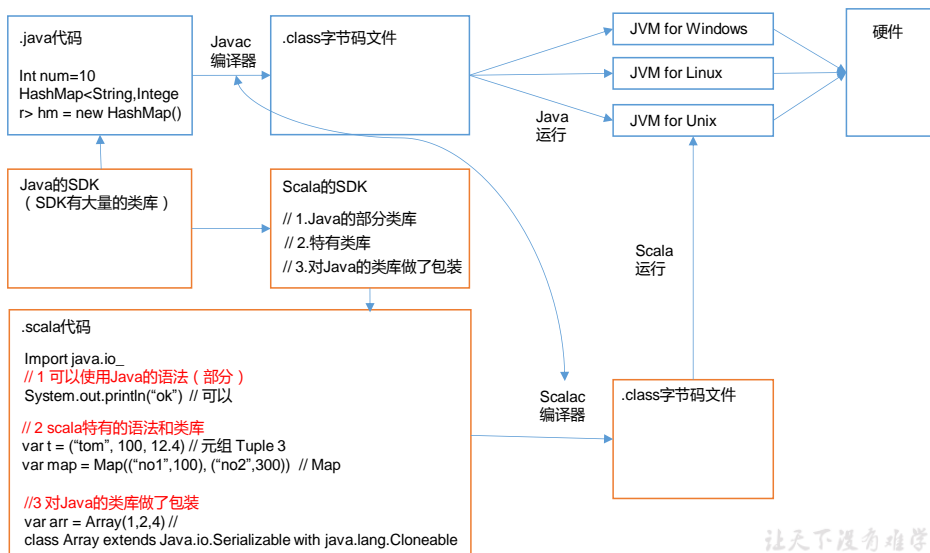 .java代码
Int num=10
HashMap<String,Intege
r> hm = new HashMap()
Javac
编译器
.class字节码文件
JVM for Windows
JVM for Linux
JVM for Unix
硬件
Java
运行
Java的SDK
（SDK有大量的类库）
Scala的SDK
// 1.Java的部分类库
// 2.特有类库
// 3.对Java的类库做了包装
Scala
运行
.scala代码
Import java.io_
// 1 可以使用Java的语法（部分）
System.out.println(“ok”) // 可以
// 2 scala特有的语法和类库
var t = (“tom”, 100, 12.4) // 元组 Tuple 3
var map = Map((“no1”,100), (“no2”,300)) // Map
//3 对Java的类库做了包装
var arr = Array(1,2,4) //
class Array extends Java.io.Serializable with java.lang.Cloneable
Scalac
编译器
.class字节码文件
让天下没有难学